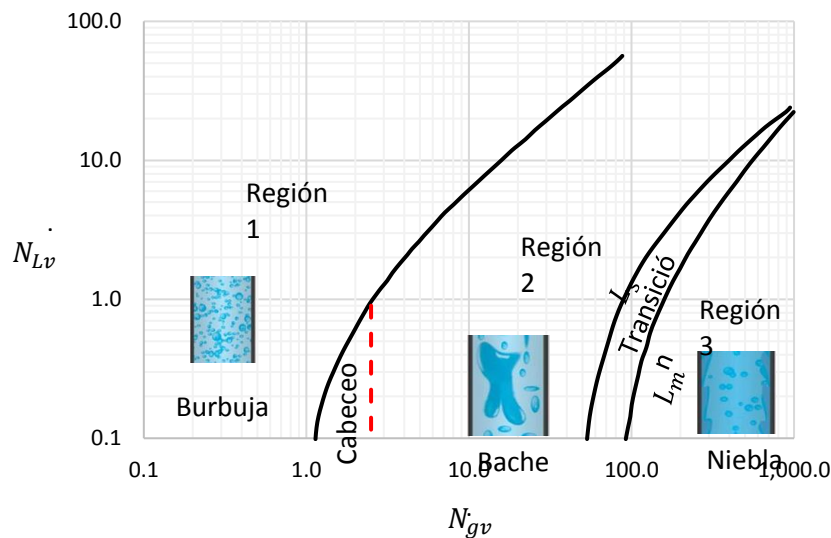 100.0
10.0
1.0
0.1
N_Lv
0.1
1.0
10.0
100.0
1,000.0
N_gv
Región
1
Burbuja
Cabeceo
Región
2
Bache
L_s
Transició
n
L_m
Región
3
Niebla